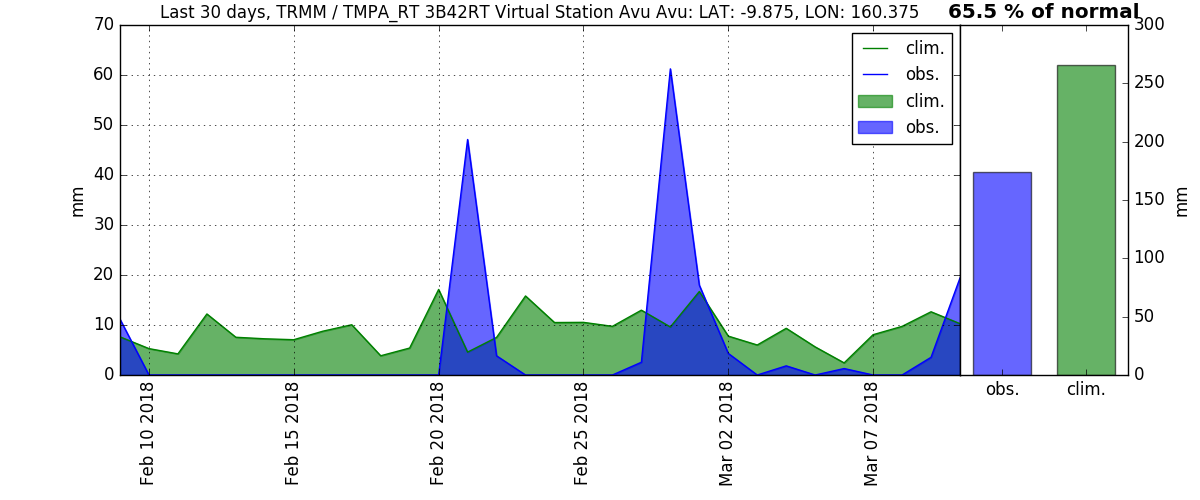 Last 30 days, TRMM / TMPA_RT 3B42RT Virtual Station Avu Avu: LAT: -9.875, LON: 160.375
65.5 % of normal
70
60
50
40
30
20
10
0
mm
clim.
obs.
clim.
obs.
Feb 10 2018
Feb 15 2018
Feb 20 2018
Feb 25 2018
Mar 02 2018
Mar 07 2018
300
250
200
150
100
50
0
mm
obs.
clim.